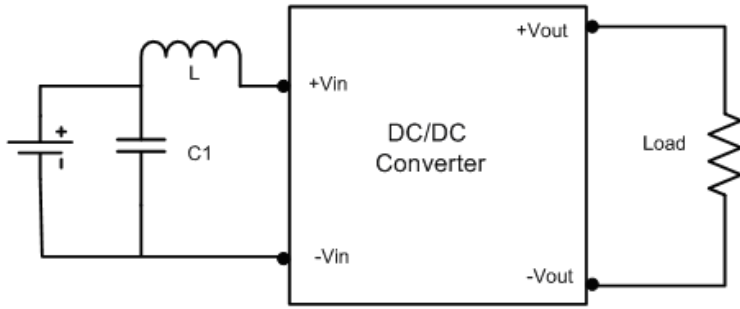 +Vout
L
+Vin
+
DC/DC
Converter
C1
Load
-Vin
-Vout